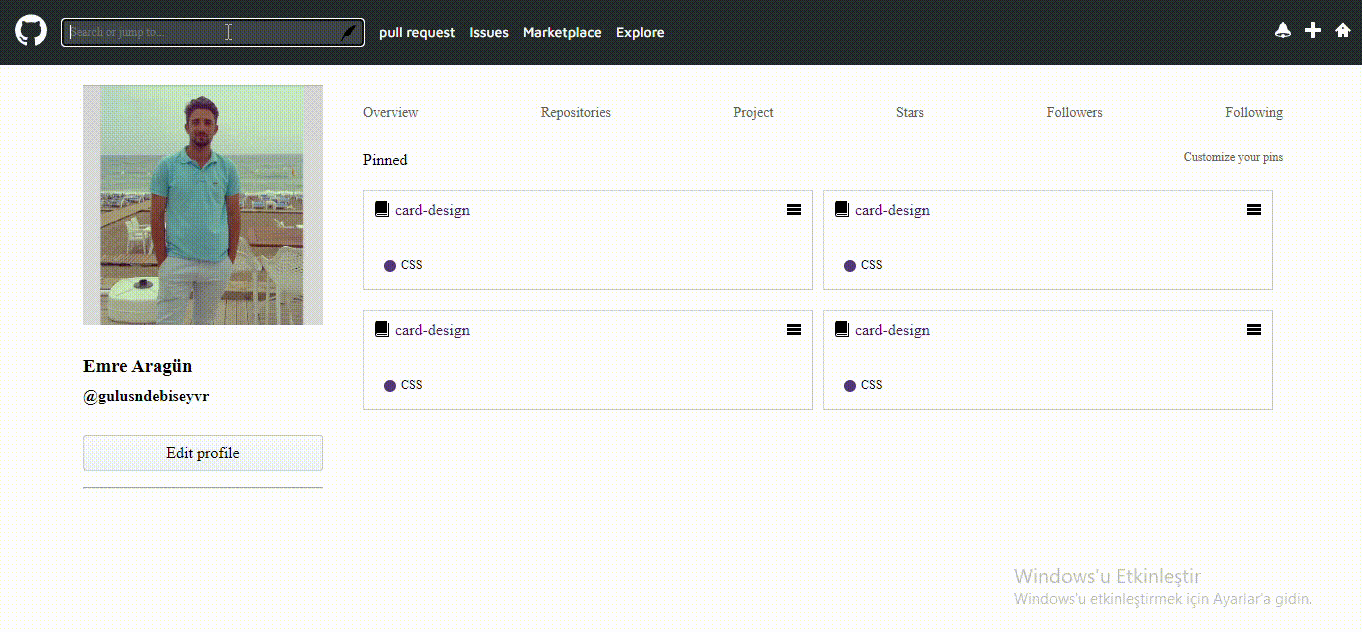 Search or jump to...
pull request Issues Marketplace Explore
Overview Repositories Project Stars Followers Following
Pinned Customize your pins
card-design card-design
CSS CSS
card-design card-design
CSS CSS
Emre Aragün
@gulusndebiseyvr
Edit profile
Windows'u Etkinleştir
Windows'u etkinleştirmek için Ayarlar'a gidin.